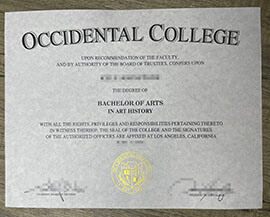 OCCIDENTAL COLLEGE
UPON RECOMMENDATION OF THE FACULTY,
AND BY AUTHORITY OF THE BOARD OF TRUSTEES, CONFERS UPON
THE DEGREE OF
BACHELOR OF ARTS
IN ART HISTORY
WITH ALL THE RIGHTS, PRIVILEGES AND RESPONSIBILITIES PERTAINING THERETO
IN WITNESS THEREOF, THE SEAL OF THE COLLEGE AND THE SIGNATURES
OF THE AUTHORIZED OFFICERS ARE AFFIXED AT LOS ANGELES, CALIFORNIA